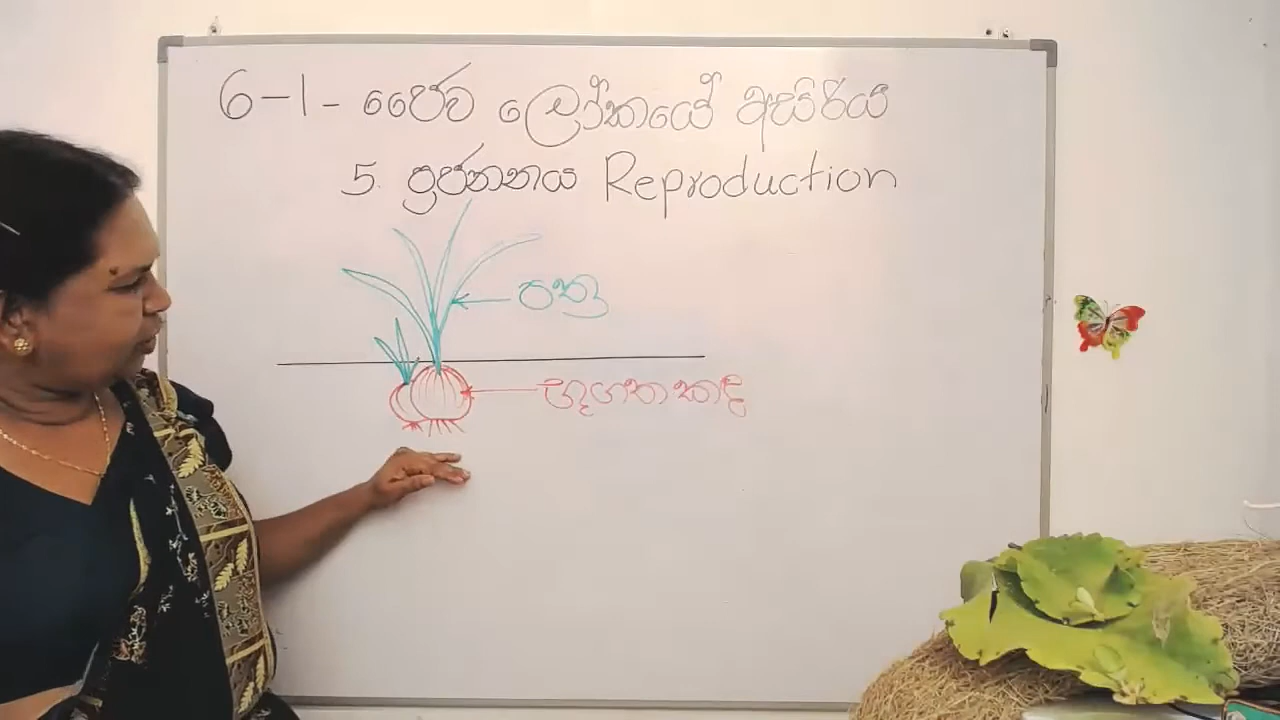 6-1- ජෛව ලෝකයේ අසිරිය
5. ප්‍රජනනය Reproduction
පත්‍ර
භූගත කඳ